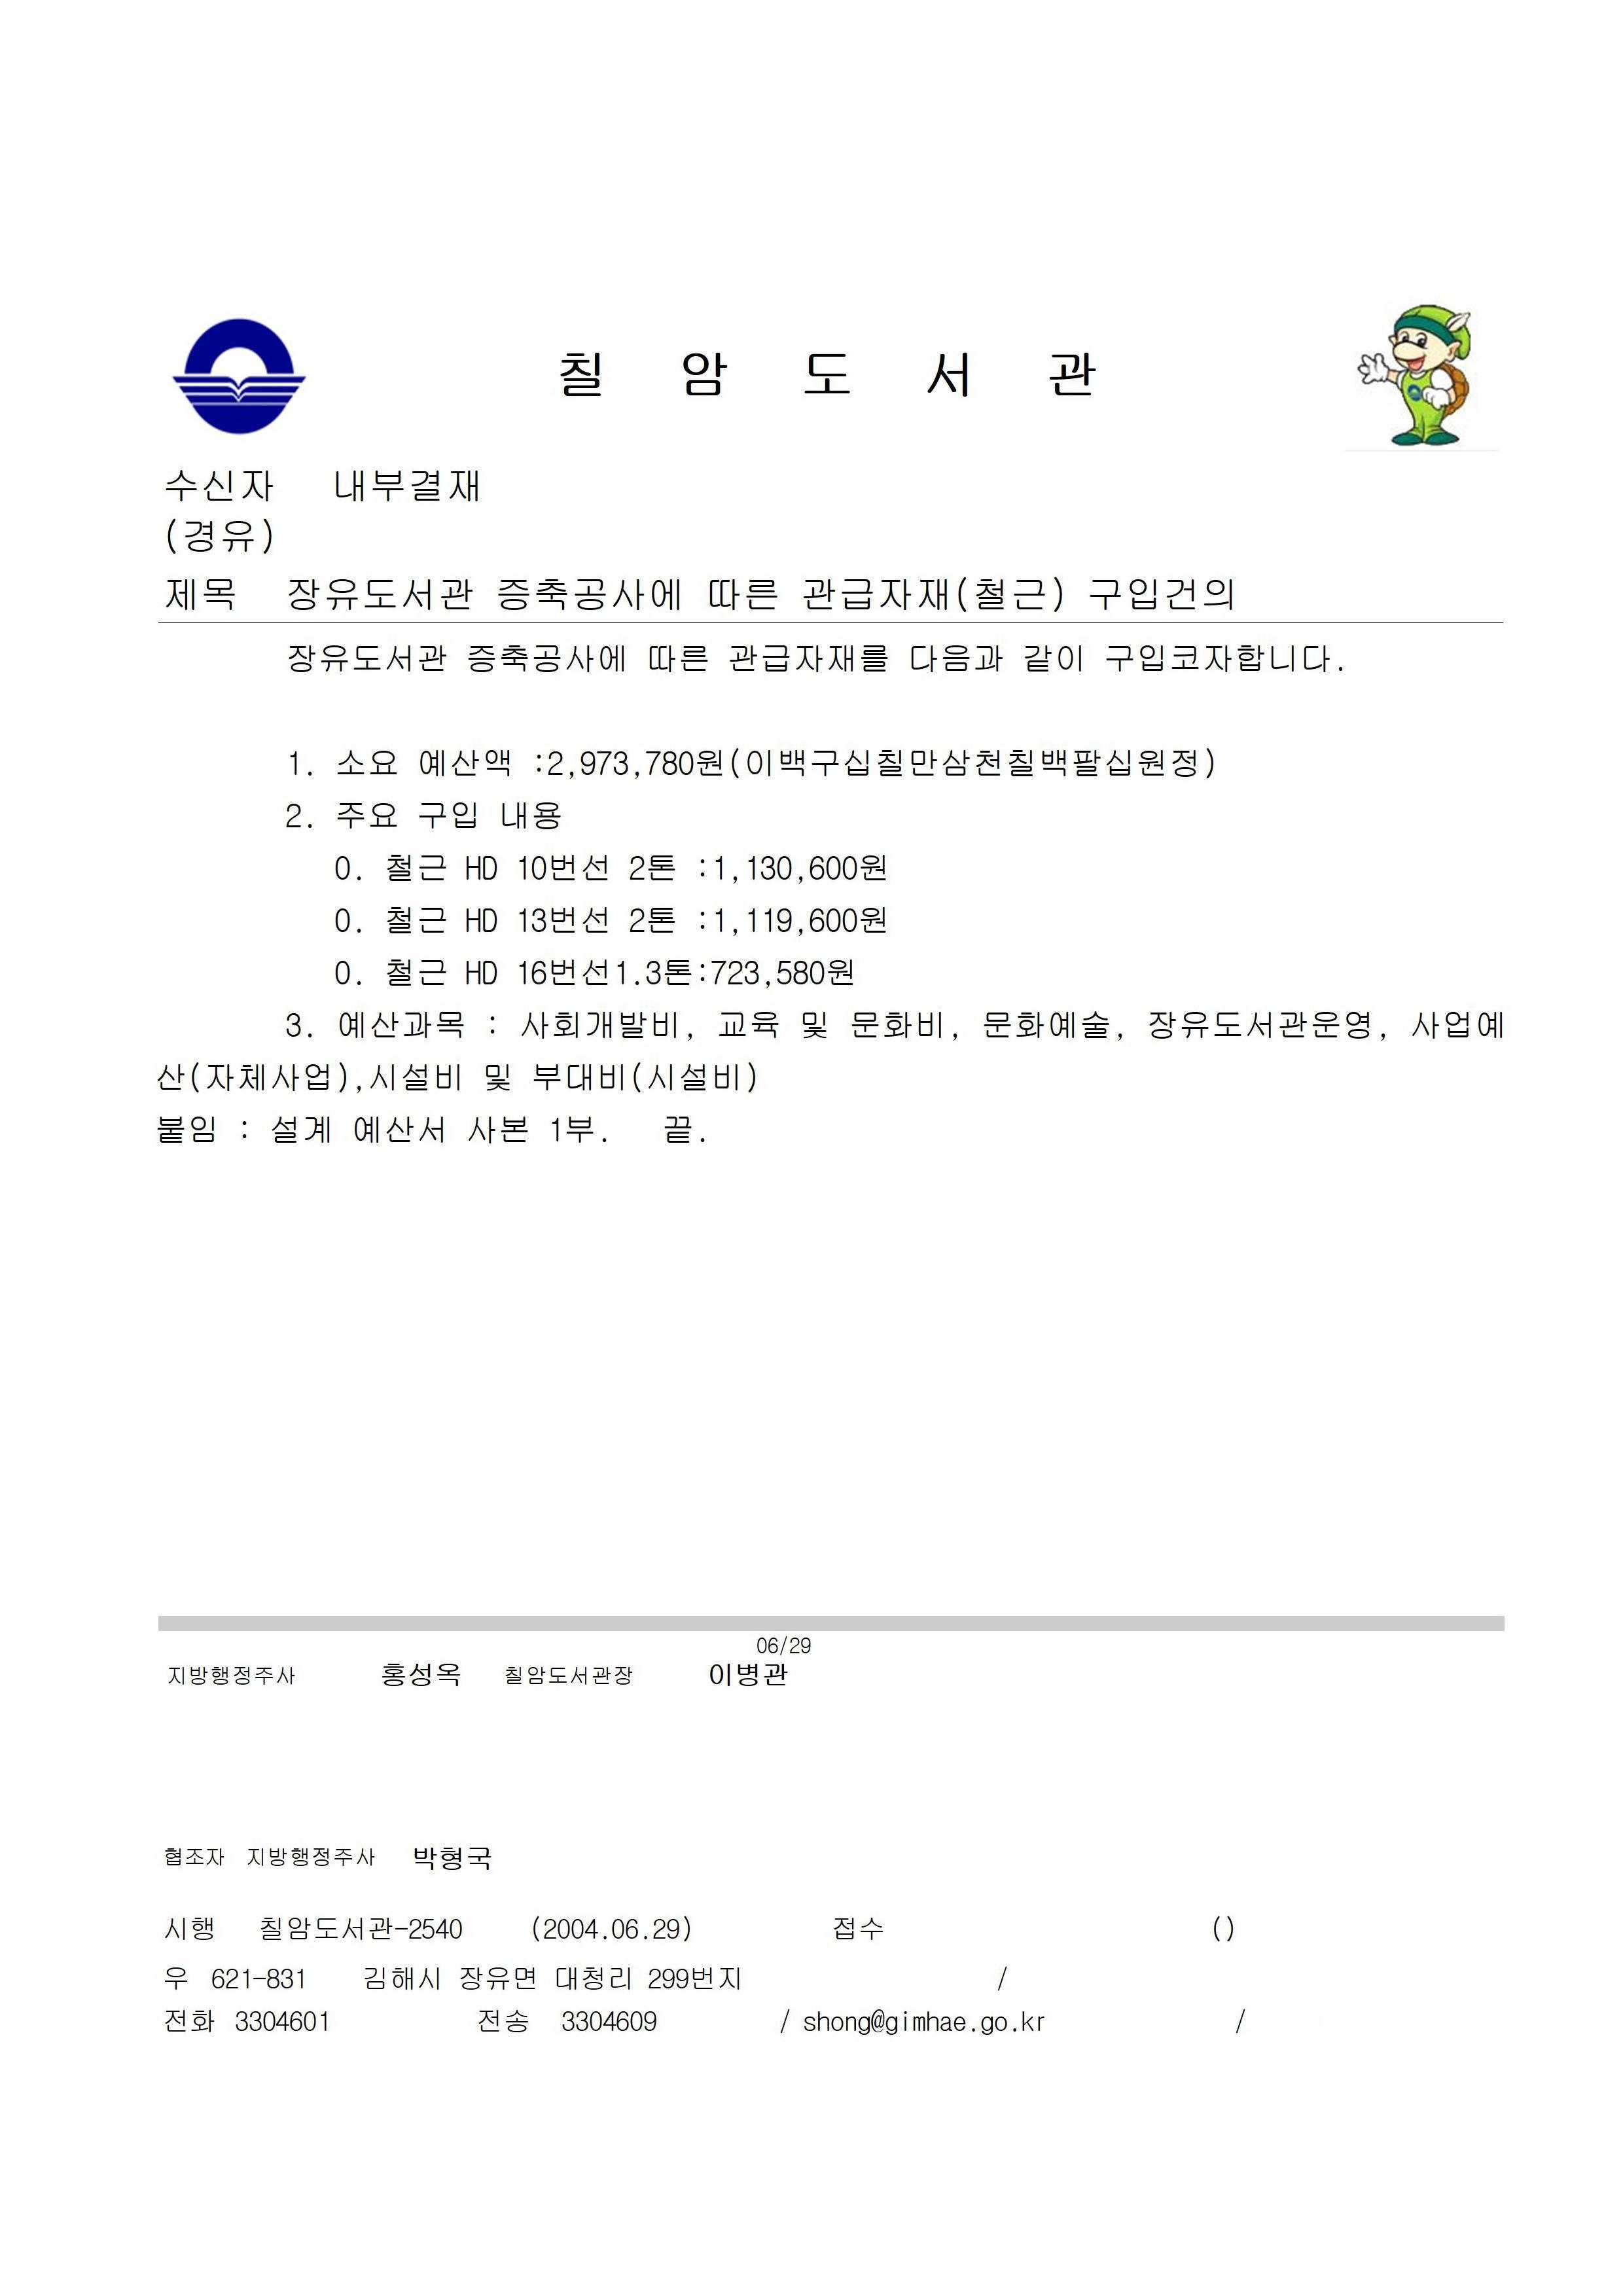 칠 암 도 서 관
수신자 내부결재
(경유)
제목 장유도서관 증축공사에 따른 관급자재(철근) 구입건의
장유도서관 증축공사에 따른 관급자재를 다음과 같이 구입코자합니다.
1. 소요 예산액 :2,973,780원(이백구십칠만삼천칠백팔십원정)
2. 주요 구입 내용
0. 철근 HD 10번선 2톤 :1,130,600원
0. 철근 HD 13번선 2톤 :1,119,600원
0. 철근 HD 16번선1.3톤:723,580원
3. 예산과목 : 사회개발비, 교육 및 문화비, 문화예술, 장유도서관운영, 사업예
산(자체사업),시설비 및 부대비(시설비)
붙임 : 설계 예산서 사본 1부. 끝.
06/29
지방행정주사 홍성옥 칠암도서관장 이병관
협조자 지방행정주사 박형국
시행 칠암도서관-2540 (2004.06.29) 접수 ()
우 621-831 김해시 장유면 대청리 299번지 /
전화 3304601 전송 3304609 / shong@gimhae.go.kr /